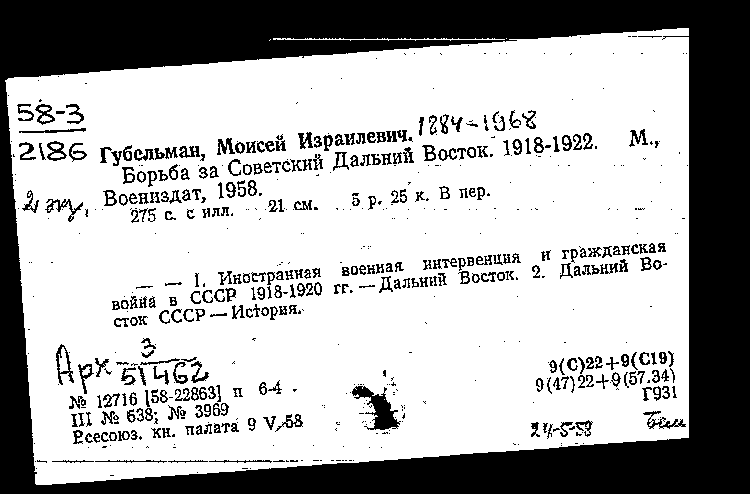 58-3
2186
Губельман, Моисей Израилевич. 1884-1968
Борьба за Советский Дальний Восток. 1918-1922. М.,
Воениздат, 1958.
275 с. с илл. 21 см. 5 р. 25 к. В пер.
2 экз.
— — 1. Иностранная военная интервенция и гражданская
война в СССР 1918-1920 гг. — Дальний Восток. 2. Дальний Во-
сток СССР — История.
Арх 3
51462
№ 12716 [58-22863] п 6-4
III № 638; № 3969
Всесоюз. кн. палата 9 V 58
9(С)22+9(С19)
9(47)22+9(57.34)
Г931
24-5-58